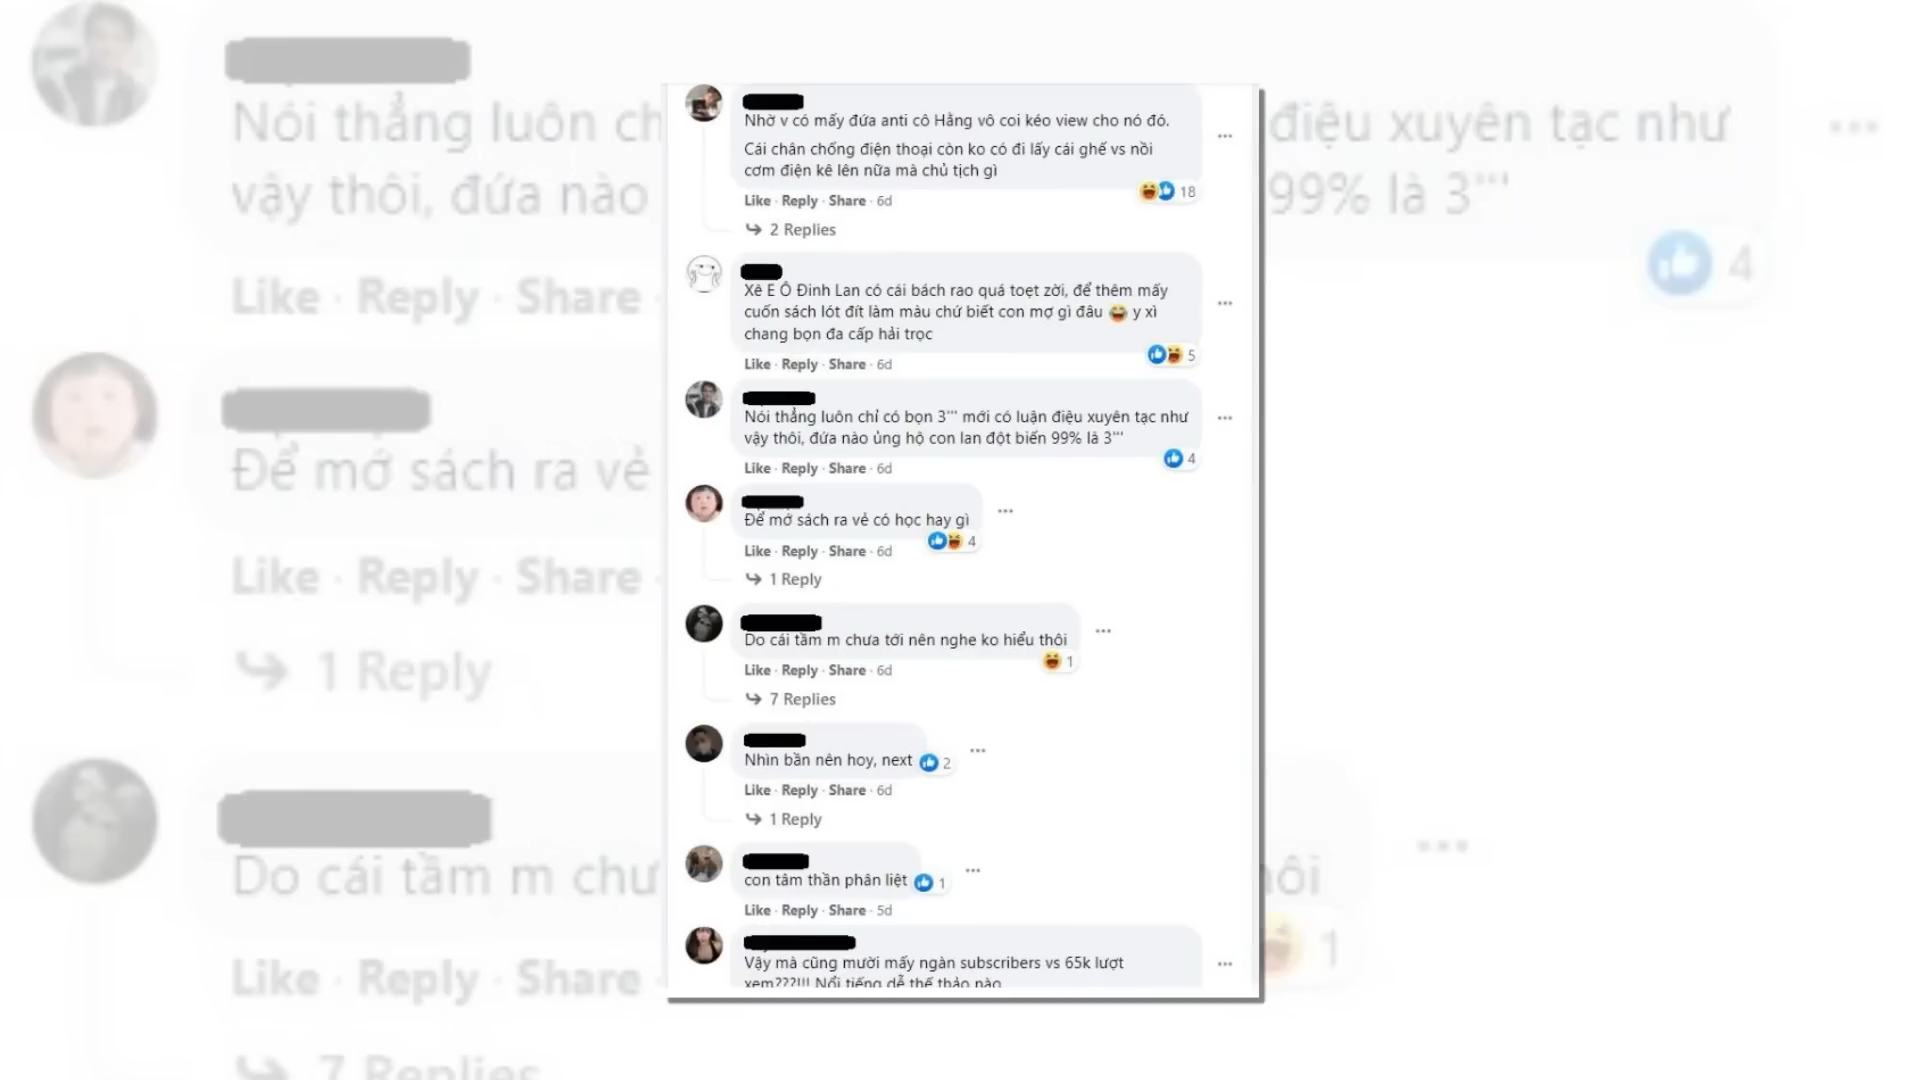 Nhờ v có mấy đứa anti cô Hằng vô coi kéo view cho nó đó.
Cái chân chống điện thoại còn ko có đi lấy cái ghế vs nồi
cơm điện kê lên nữa mà chủ tịch gì
18
Like · Reply · Share · 6d
2 Replies
Xê E Ô Đinh Lan có cái bách rao quá toẹt zời, để thêm mấy
cuốn sách lót đít làm màu chứ biết con mợ gì đâu 😂 y xì
chang bọn đa cấp hải trọc
5
Like · Reply · Share · 6d
Nói thẳng luôn chỉ có bọn 3''' mới có luận điệu xuyên tạc như
vậy thôi, đứa nào ủng hộ con lan đột biến 99% là 3'''
4
Like · Reply · Share · 6d
Để mớ sách ra vẻ có học hay gì
4
Like · Reply · Share · 6d
1 Reply
Do cái tầm m chưa tới nên nghe ko hiểu thôi
1
Like · Reply · Share · 6d
7 Replies
Nhìn bần nên hoy, next
2
Like · Reply · Share · 6d
1 Reply
con tâm thần phân liệt
1
Like · Reply · Share · 5d
Vậy mà cũng mười mấy ngàn subscribers vs 65k lượt
xem???!!! Nổi tiếng dễ thế thảo nào
Nói thẳng luôn ch
điệu xuyên tạc như
vậy thôi, đứa nào
99% là 3'''
4
Like · Reply · Share ·
Để mớ sách ra vẻ
Like · Reply · Share ·
1 Reply
Do cái tầm m chư
hôi
1
Like · Reply · Share
7 Replies